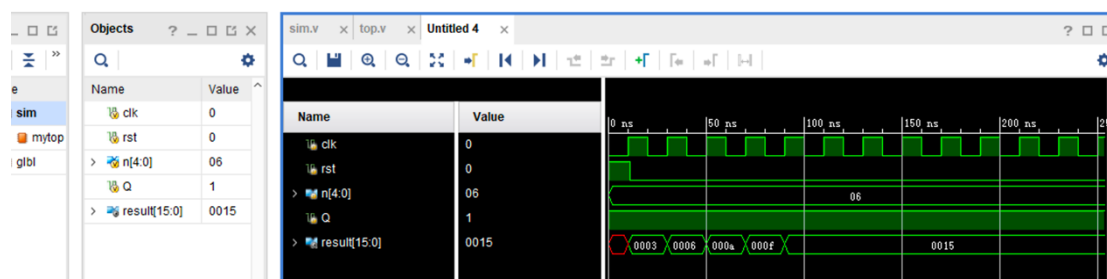 Objects ? _ □
sim.v × top.v × Untitled 4 × ?
»
e Name Value
sim clk 0
mytop rst 0
glbl > n[4:0] 06
Q 1
> result[15:0] 0015
Name Value 0 ns 50 ns 100 ns 150 ns 200 ns
clk 0
rst 0
> n[4:0] 06 06
Q 1
> result[15:0] 0015 0003 0006 000a 000f 0015